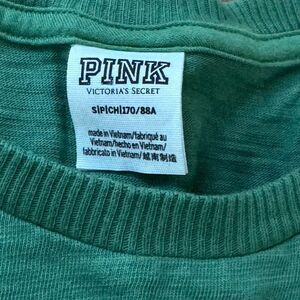 PINK
VICTORIA'S SECRET
S|P|CH|170/88A
made in Vietnam/fabriqué au
Vietnam/hecho en Vietnam/
fabbricato in Vietnam/越南制造